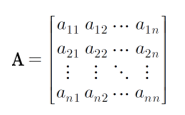 A = [ a₁₁ a₁₂ ⋯ a₁ₙ
a₂₁ a₂₂ ⋯ a₂ₙ
⋮ ⋮ ⋱ ⋮
aₙ₁ aₙ₂ ⋯ aₙₙ ]